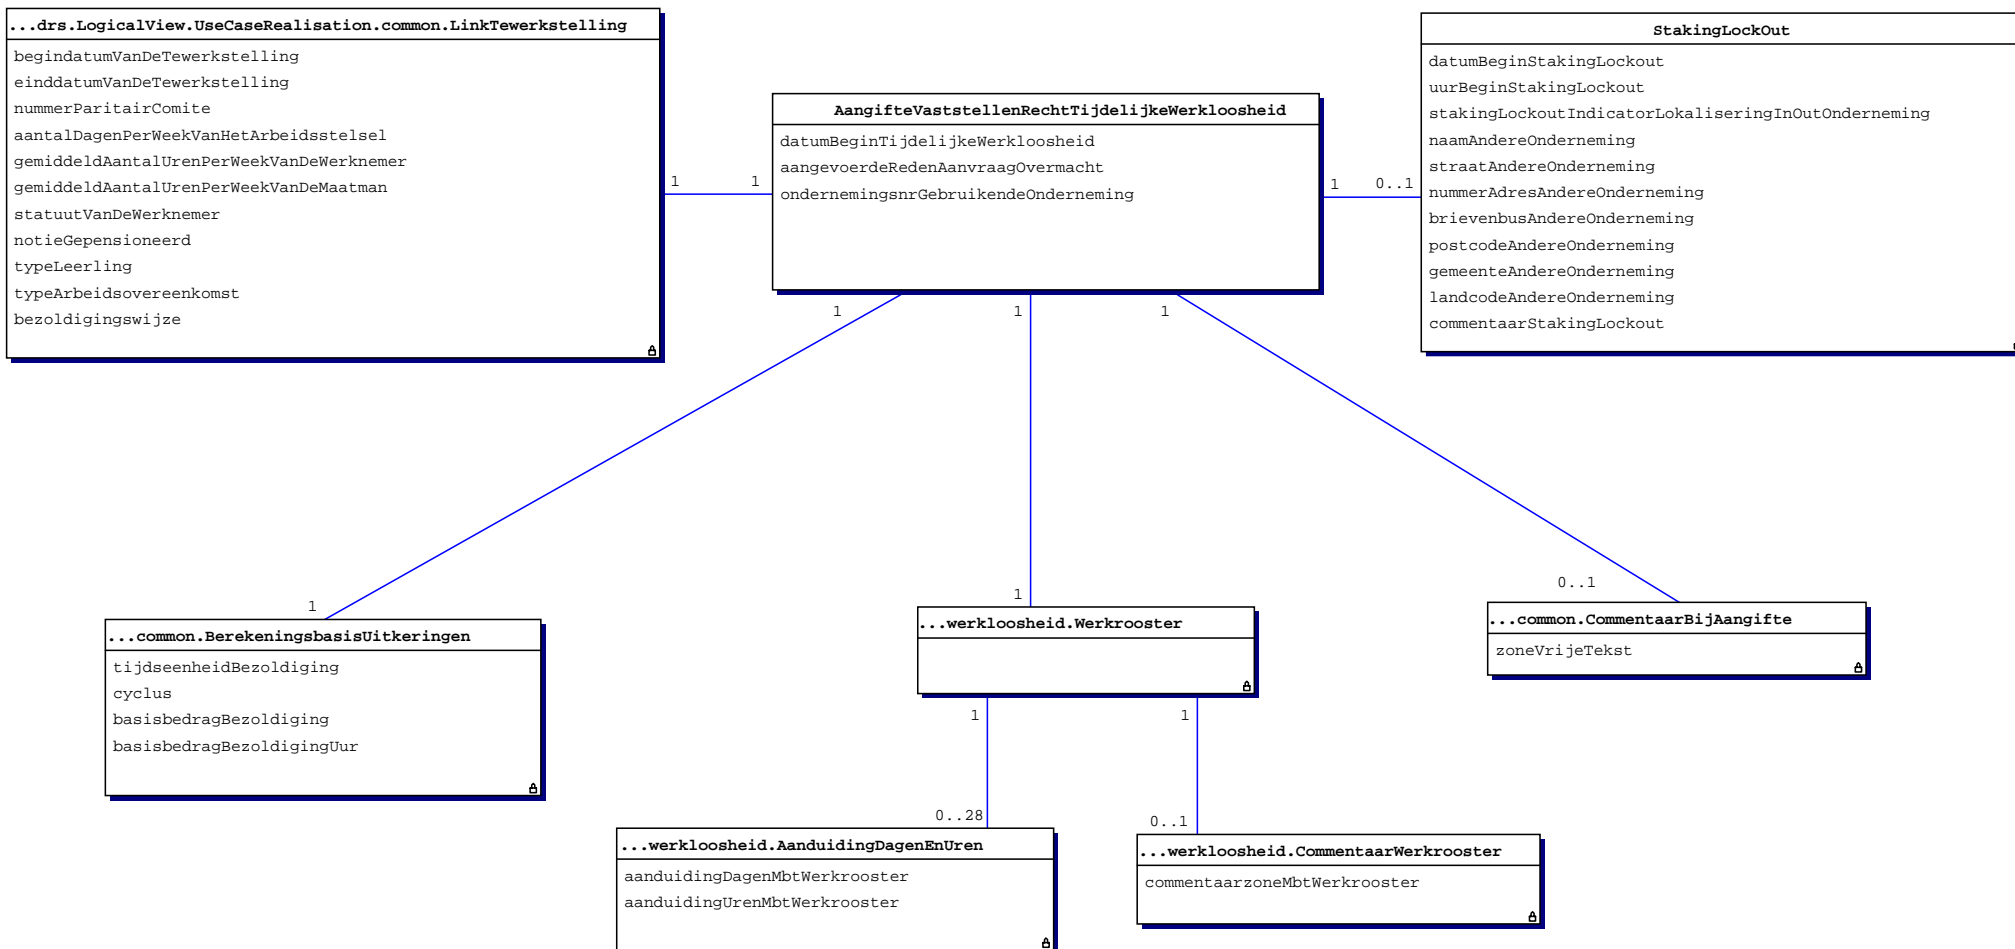 ...drs.LogicalView.UseCaseRealisation.common.LinkTewerkstelling
begindatumVanDeTewerkstelling
einddatumVanDeTewerkstelling
nummerParitairComite
aantalDagenPerWeekVanHetArbeidsstelsel
gemiddeldAantalUrenPerWeekVanDeWerknemer
gemiddeldAantalUrenPerWeekVanDeMaatman
statuutVanDeWerknemer
notieGepensioneerd
typeLeerling
typeArbeidsovereenkomst
bezoldigingswijze
1 1
AangifteVaststellenRechtTijdelijkeWerkloosheid
datumBeginTijdelijkeWerkloosheid
aangevoerdeRedenAanvraagOvermacht
ondernemingsnrGebruikendeOnderneming
1 0..1
StakingLockOut
datumBeginStakingLockout
uurBeginStakingLockout
stakingLockoutIndicatorLokaliseringInOutOnderneming
naamAndereOnderneming
straatAndereOnderneming
nummerAdresAndereOnderneming
brievenbusAndereOnderneming
postcodeAndereOnderneming
gemeenteAndereOnderneming
landcodeAndereOnderneming
commentaarStakingLockout
1 1 1
1
...common.BerekeningsbasisUitkeringen
tijdseenheidBezoldiging
cyclus
basisbedragBezoldiging
basisbedragBezoldigingUur
1
...werkloosheid.Werkrooster
0..1
...common.CommentaarBijAangifte
zoneVrijeTekst
1 1
0..28
...werkloosheid.AanduidingDagenEnUren
aanduidingDagenMbtWerkrooster
aanduidingUrenMbtWerkrooster
0..1
...werkloosheid.CommentaarWerkrooster
commentaarzoneMbtWerkrooster